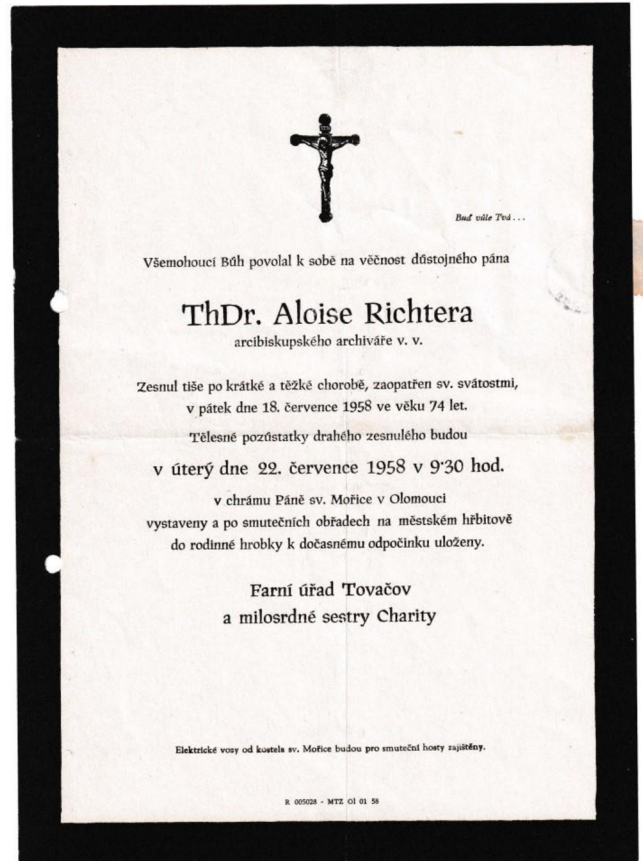 Buď vůle Tvá...
Všemohoucí Bůh povolal k sobě na věčnost důstojného pána
ThDr. Aloise Richtera
arcibiskupského archiváře v. v.
Zesnul tiše po krátké a těžké chorobě, zaopatřen sv. svátostmi,
v pátek dne 18. července 1958 ve věku 74 let.
Tělesné pozůstatky drahého zesnulého budou
v úterý dne 22. července 1958 v 9·30 hod.
v chrámu Páně sv. Mořice v Olomouci
vystaveny a po smutečních obřadech na městském hřbitově
do rodinné hrobky k dočasnému odpočinku uloženy.
Farní úřad Tovačov
a milosrdné sestry Charity
Elektrické vozy od kostela sv. Mořice budou pro smuteční hosty zajištěny.
R 005028 - MTZ Ol 01 58